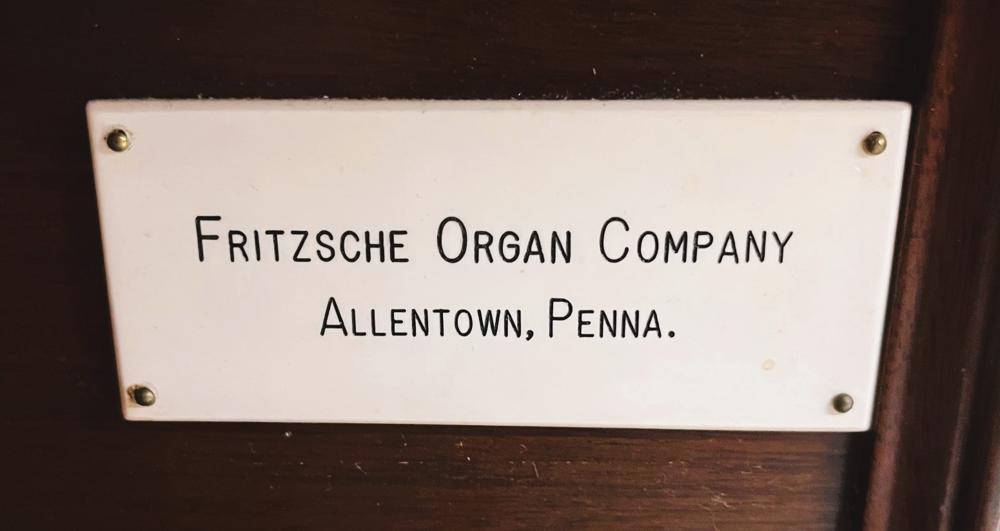 Fritzsche Organ Company
Allentown, Penna.